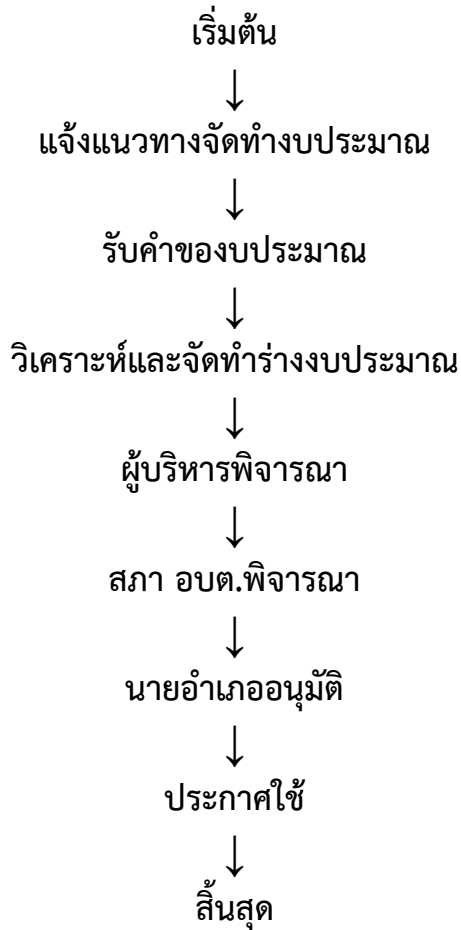 เริ่มต้น
↓
แจ้งแนวทางจัดทำงบประมาณ
↓
รับคำของบประมาณ
↓
วิเคราะห์และจัดทำร่างงบประมาณ
↓
ผู้บริหารพิจารณา
↓
สภา อบต.พิจารณา
↓
นายอำเภออนุมัติ
↓
ประกาศใช้
↓
สิ้นสุด